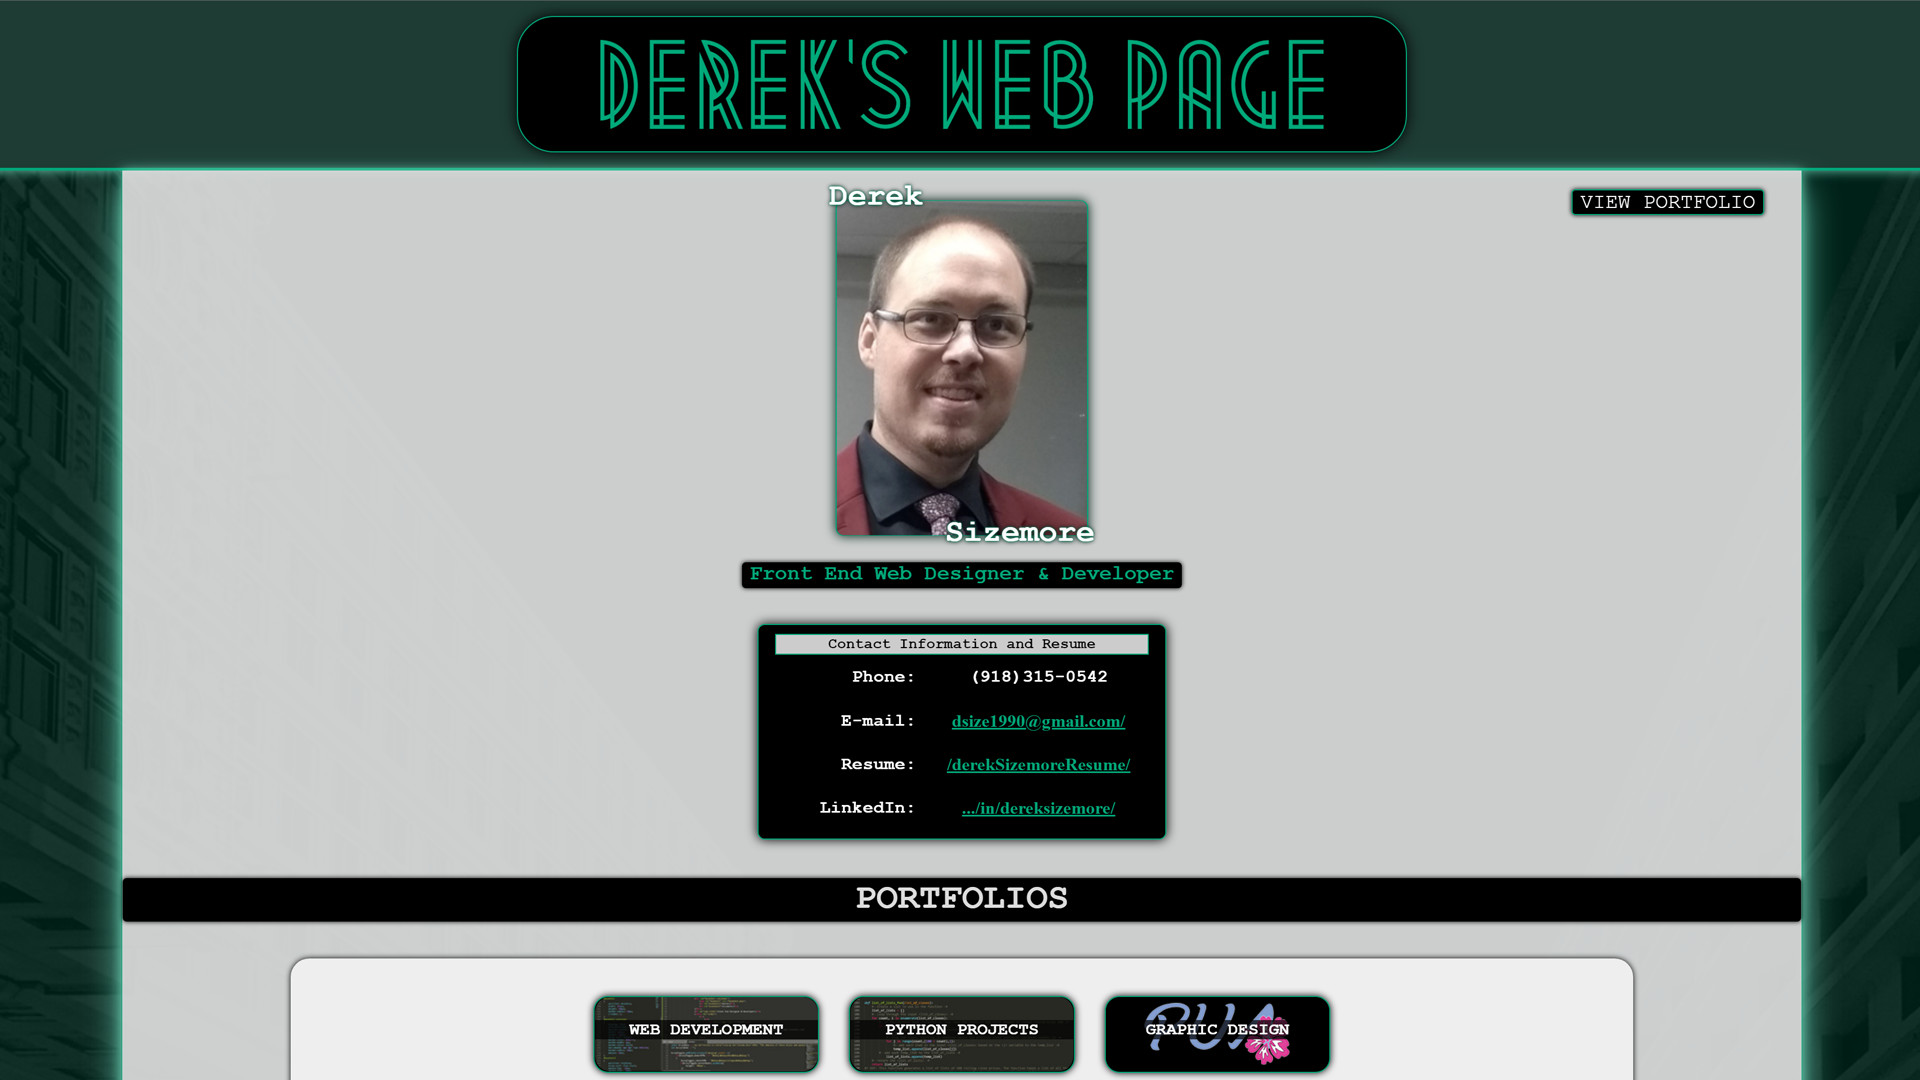 DEREK'S WEB PAGE
Derek
VIEW PORTFOLIO
Sizemore
Front End Web Designer & Developer
Contact Information and Resume
Phone: (918)315-0542
E-mail: dsize1990@gmail.com/
Resume: /derekSizemoreResume/
LinkedIn: .../in/dereksizemore/
PORTFOLIOS
WEB DEVELOPMENT
PYTHON PROJECTS
GRAPHIC DESIGN